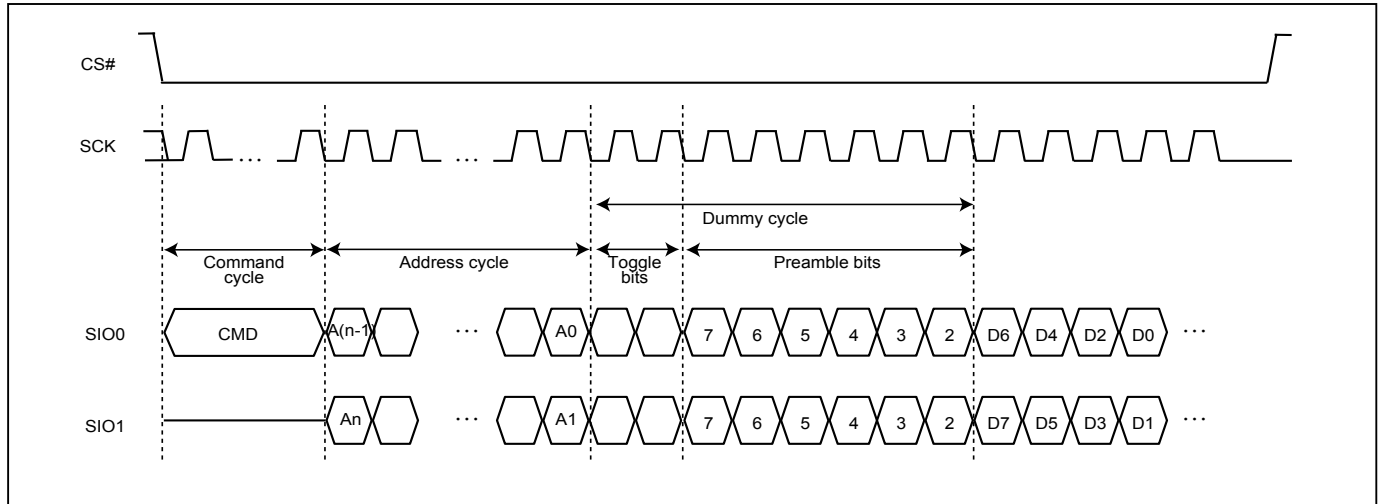 CS#
SCK
···
···
Dummy cycle
Command cycle
Address cycle
Toggle bits
Preamble bits
SIO0
CMD
A(n-1)
···
A0
7 6 5 4 3 2 D6 D4 D2 D0 ···
SIO1
An
···
A1
7 6 5 4 3 2 D7 D5 D3 D1 ···